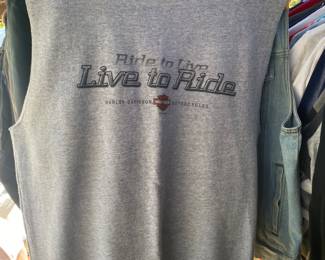 Ride to Live
Live to Ride
HARLEY-DAVIDSON MOTORCYCLES